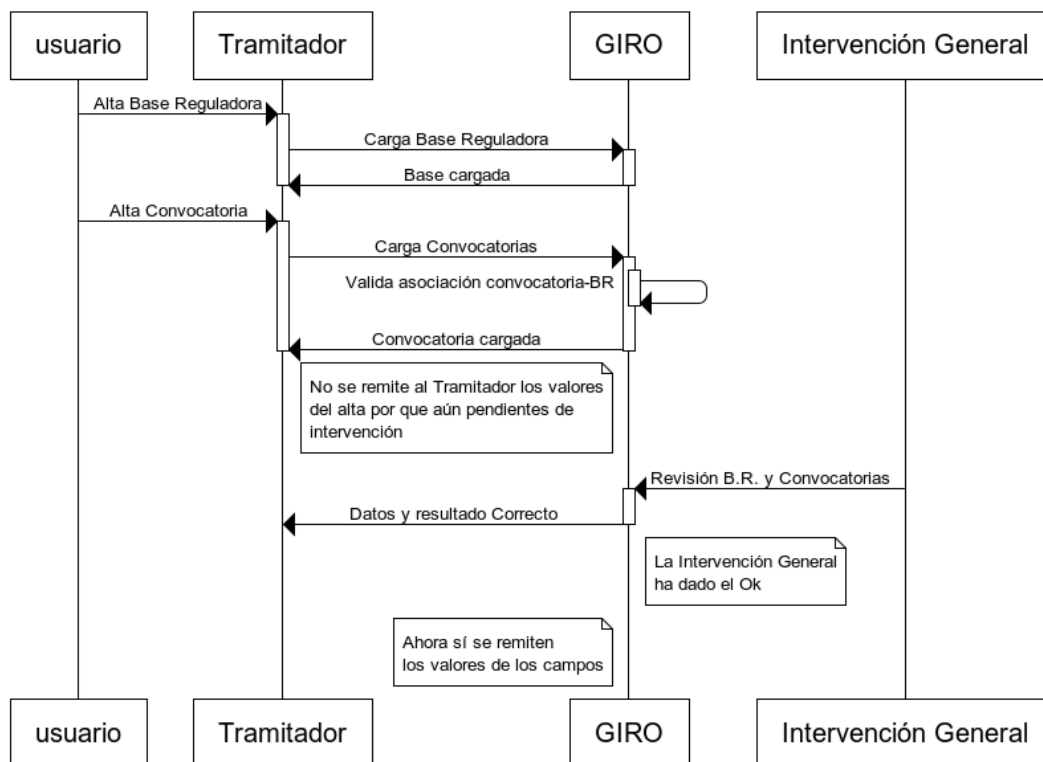 usuario
Tramitador
GIRO
Intervención General
Alta Base Reguladora
Carga Base Reguladora
Base cargada
Alta Convocatoria
Carga Convocatorias
Valida asociación convocatoria-BR
Convocatoria cargada
No se remite al Tramitador los valores
del alta por que aún pendientes de
intervención
Revisión B.R. y Convocatorias
Datos y resultado Correcto
La Intervención General
ha dado el Ok
Ahora sí se remiten
los valores de los campos
usuario
Tramitador
GIRO
Intervención General